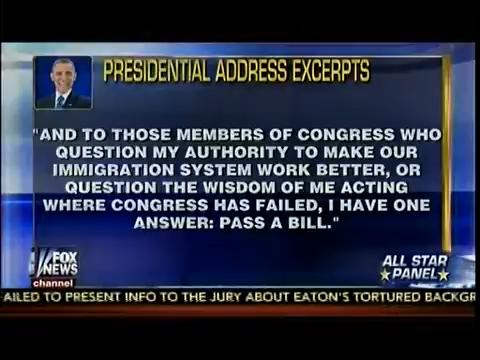 PRESIDENTIAL ADDRESS EXCERPTS
"AND TO THOSE MEMBERS OF CONGRESS WHO
QUESTION MY AUTHORITY TO MAKE OUR
IMMIGRATION SYSTEM WORK BETTER, OR
QUESTION THE WISDOM OF ME ACTING
WHERE CONGRESS HAS FAILED, I HAVE ONE
ANSWER: PASS A BILL."
FOX
NEWS
channel
ALL STAR
PANEL
AILED TO PRESENT INFO TO THE JURY ABOUT EATON'S TORTURED BACKGR